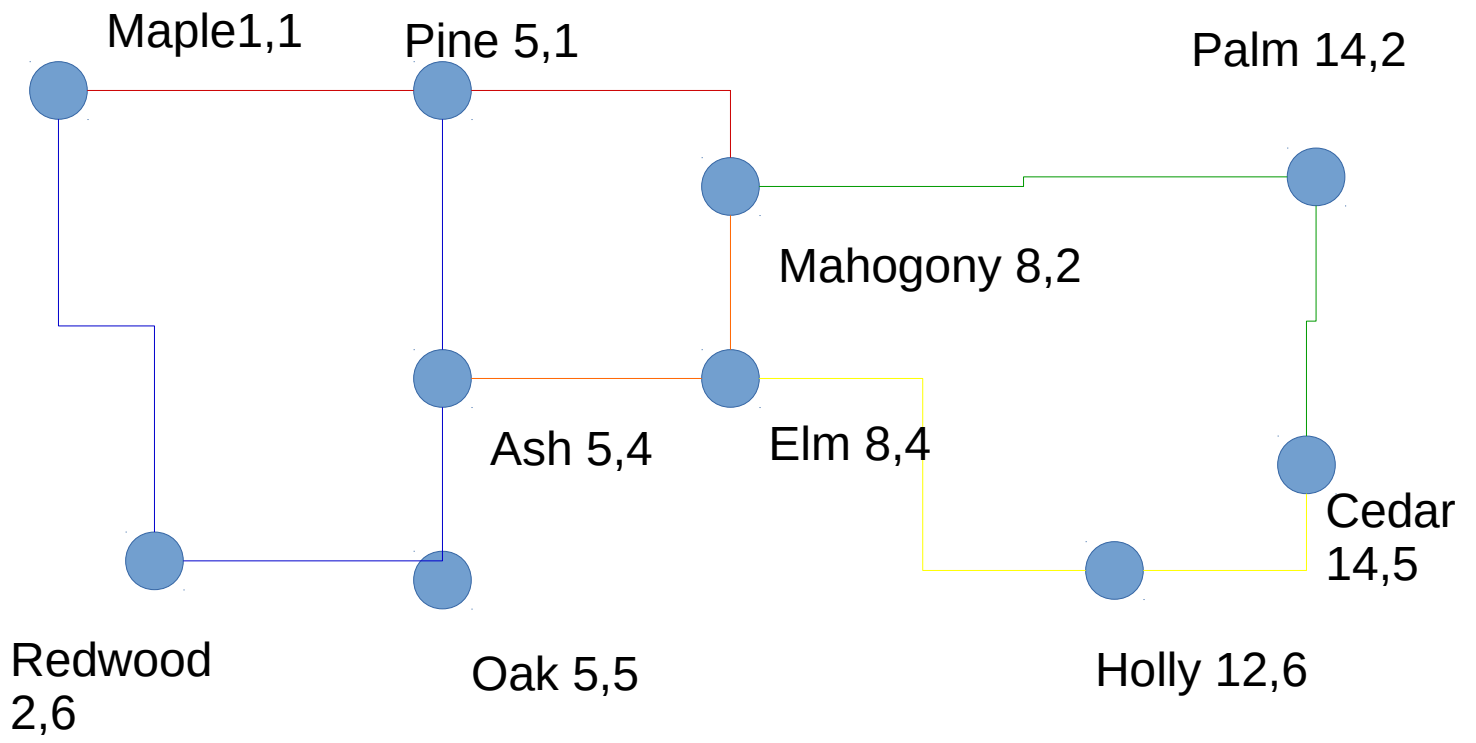 Maple1,1
Pine 5,1
Palm 14,2
Mahogony 8,2
Ash 5,4
Elm 8,4
Cedar
14,5
Redwood
2,6
Oak 5,5
Holly 12,6